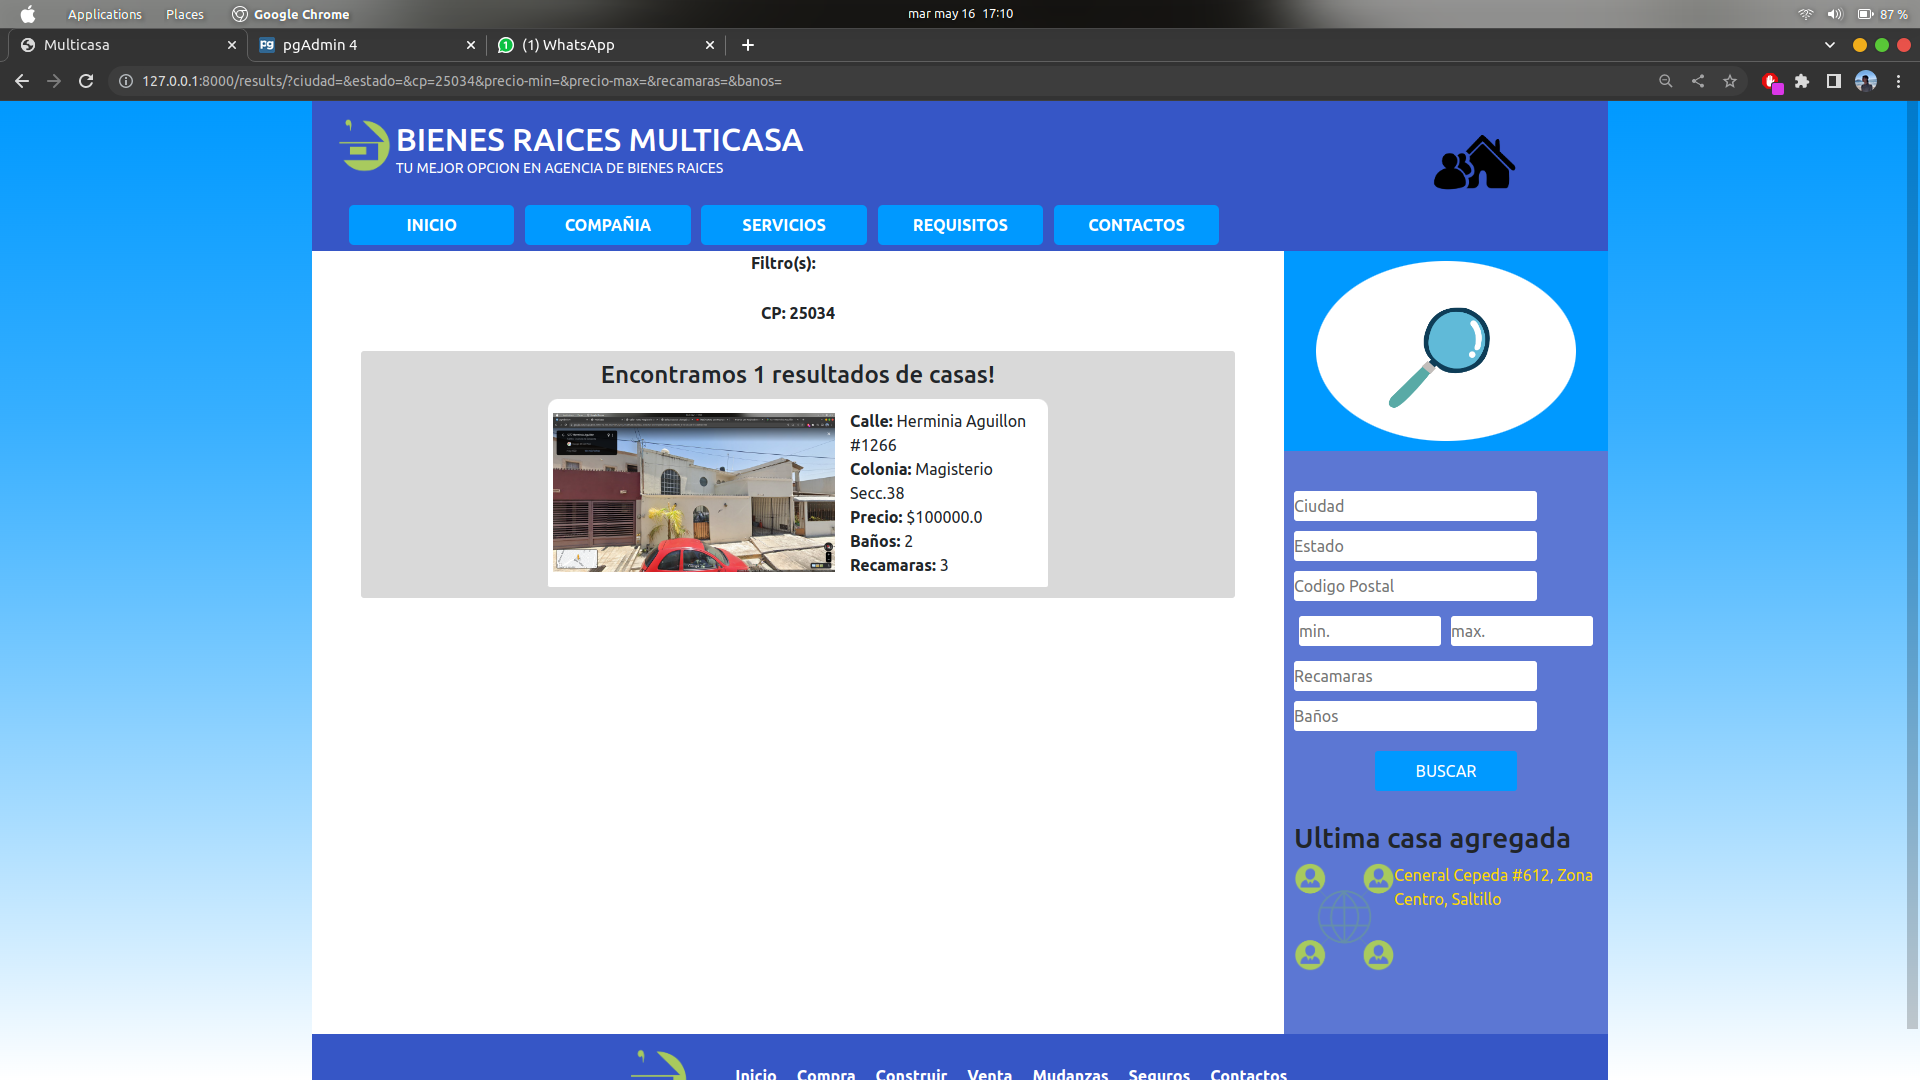 Applications Places Google Chrome mar may 16 17:10 87 %
Multicasa pgAdmin 4 (1) WhatsApp
127.0.0.1:8000/results/?ciudad=&estado=&cp=25034&precio-min=&precio-max=&recamaras=&banos=
BIENES RAICES MULTICASA
TU MEJOR OPCION EN AGENCIA DE BIENES RAICES
INICIO COMPAÑIA SERVICIOS REQUISITOS CONTACTOS
Filtro(s):
CP: 25034
Encontramos 1 resultados de casas!
Calle: Herminia Aguillon
#1266
Colonia: Magisterio
Secc.38
Precio: $100000.0
Baños: 2
Recamaras: 3
Ciudad
Estado
Codigo Postal
min. max.
Recamaras
Baños
BUSCAR
Ultima casa agregada
Ceneral Cepeda #612, Zona
Centro, Saltillo
Inicio Compra Construir Venta Mudanzas Seguros Contactos